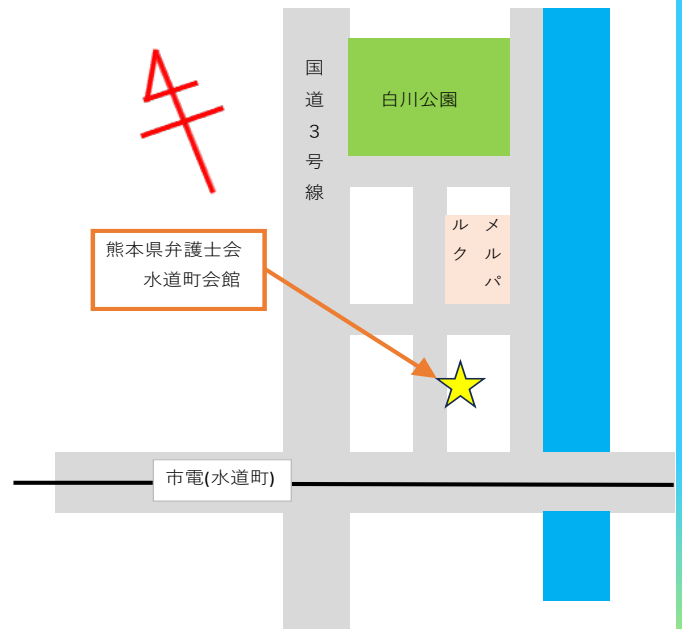 国道3号線
白川公園
メルパ
ルク
熊本県弁護士会
水道町会館
市電(水道町)